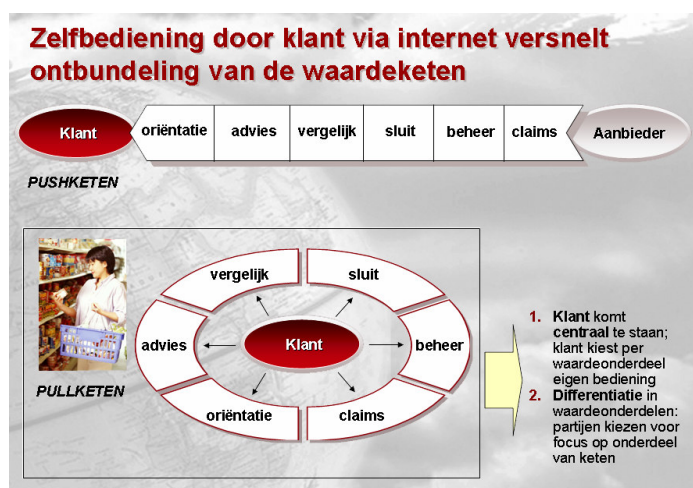 Zelfbediening door klant via internet versnelt
ontbundeling van de waardeketen
Klant oriëntatie advies vergelijk sluit beheer claims Aanbieder
PUSHKETEN
vergelijk sluit
advies Klant beheer
PULLKETEN
oriëntatie claims
1. Klant komt
centraal te staan;
klant kiest per
waardeonderdeel
eigen bediening
2. Differentiatie in
waardeonderdelen:
partijen kiezen voor
focus op onderdeel
van keten